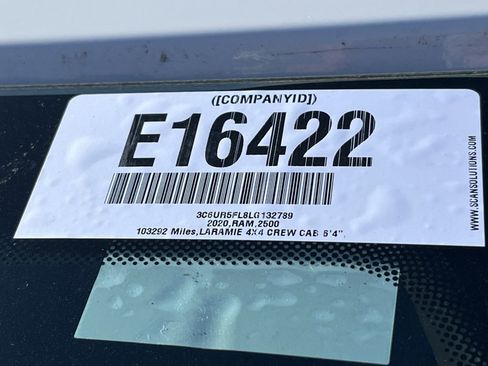 ([COMPANYID])
E16422
3C6UR5FL8LG132789
2020,RAM,2500
103292 Miles,LARAMIE 4X4 CREW CAB 6'4",
WWW.SCANSOLUTIONS.COM